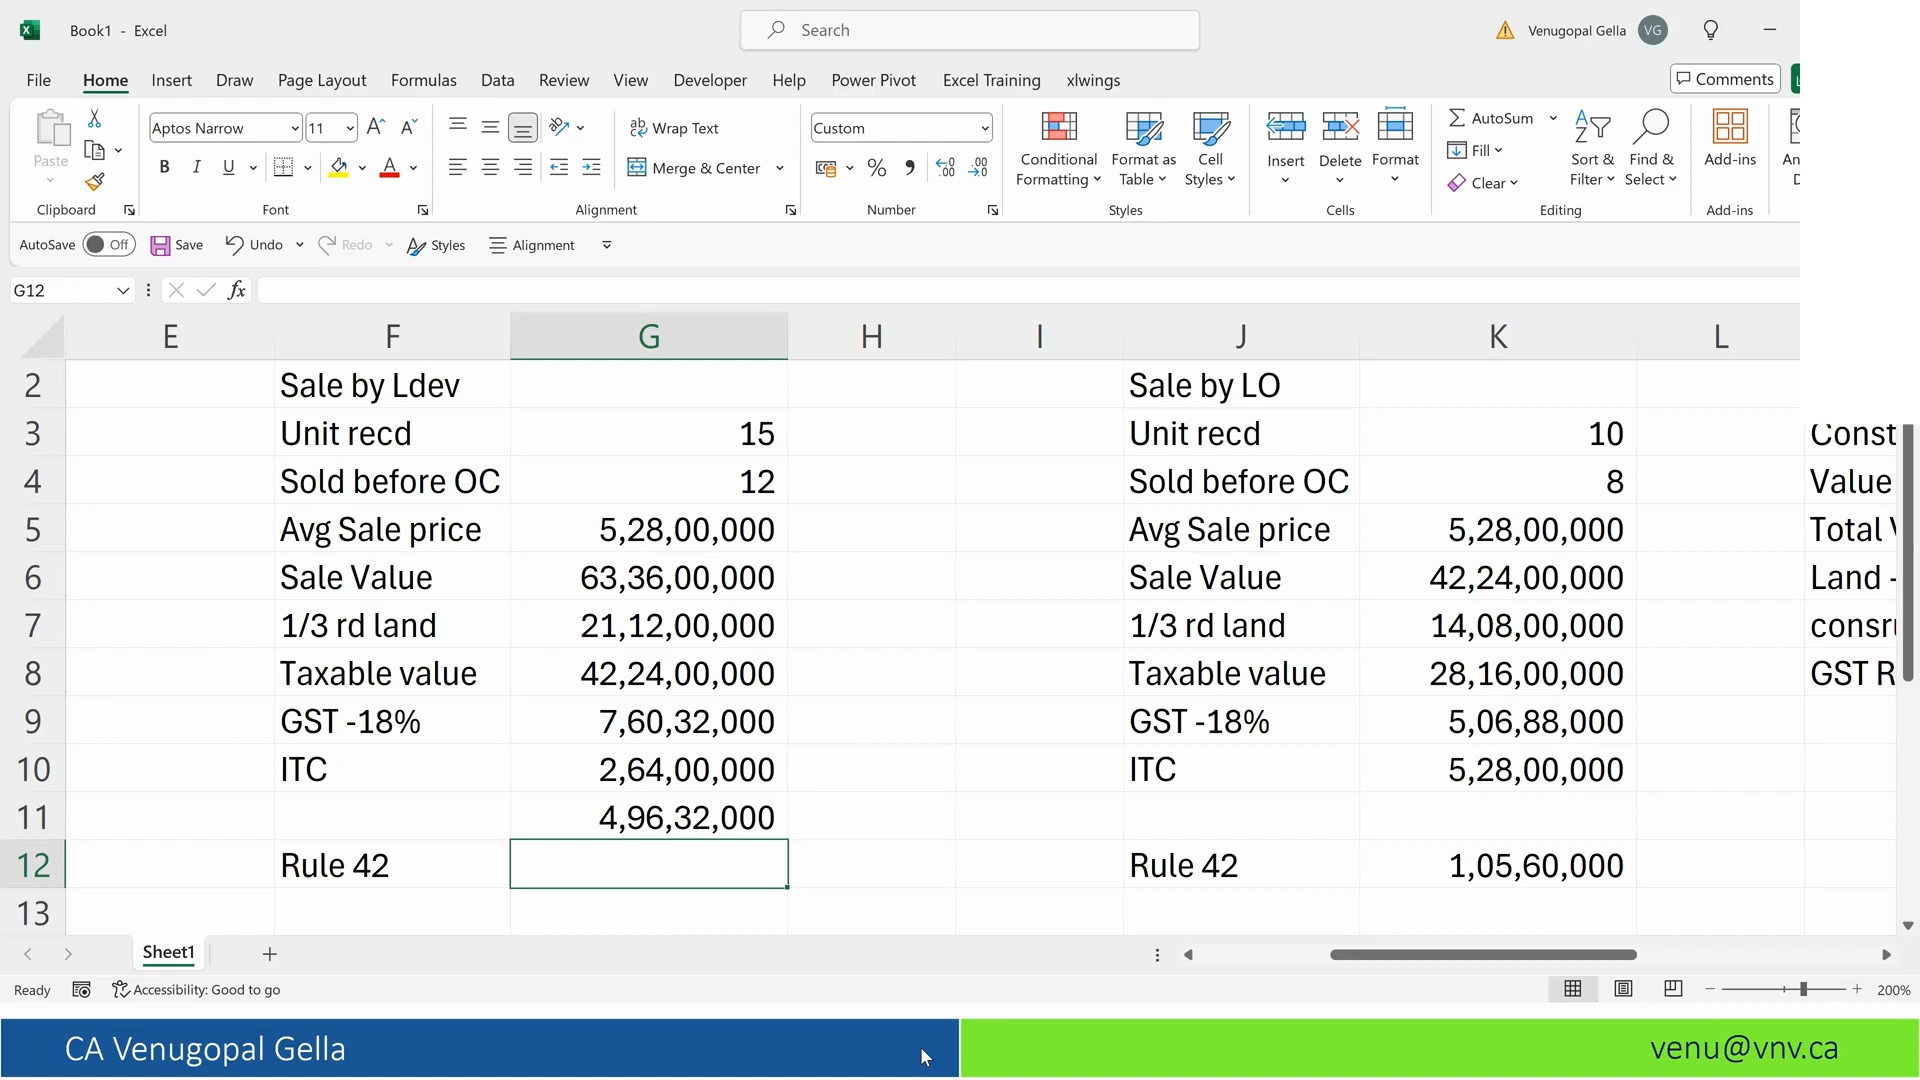 Book1 - Excel
Search
Venugopal Gella VG
File Home Insert Draw Page Layout Formulas Data Review View Developer Help Power Pivot Excel Training xlwings
Comments
Paste
Aptos Narrow 11
B I U
Wrap Text
Merge & Center
Custom
Conditional Formatting
Format as Table
Cell Styles
Insert
Delete
Format
AutoSum
Fill
Clear
Sort & Filter
Find & Select
Add-ins
Clipboard Font Alignment Number Styles Cells Editing Add-ins
AutoSave Off Save Undo Redo Styles Alignment
G12 fx
E F G H I J K L
2 Sale by Ldev Sale by LO
3 Unit recd 15 Unit recd 10 Const
4 Sold before OC 12 Sold before OC 8 Value
5 Avg Sale price 5,28,00,000 Avg Sale price 5,28,00,000 Total
6 Sale Value 63,36,00,000 Sale Value 42,24,00,000 Land -
7 1/3 rd land 21,12,00,000 1/3 rd land 14,08,00,000
8 Taxable value 42,24,00,000 Taxable value 28,16,00,000 GST R
9 GST -18% 7,60,32,000 GST -18% 5,06,88,000
10 ITC 2,64,00,000 ITC 5,28,00,000
11 4,96,32,000
12 Rule 42 Rule 42 1,05,60,000
13
Sheet1
Ready Accessibility: Good to go 200%
CA Venugopal Gella venu@vnv.ca